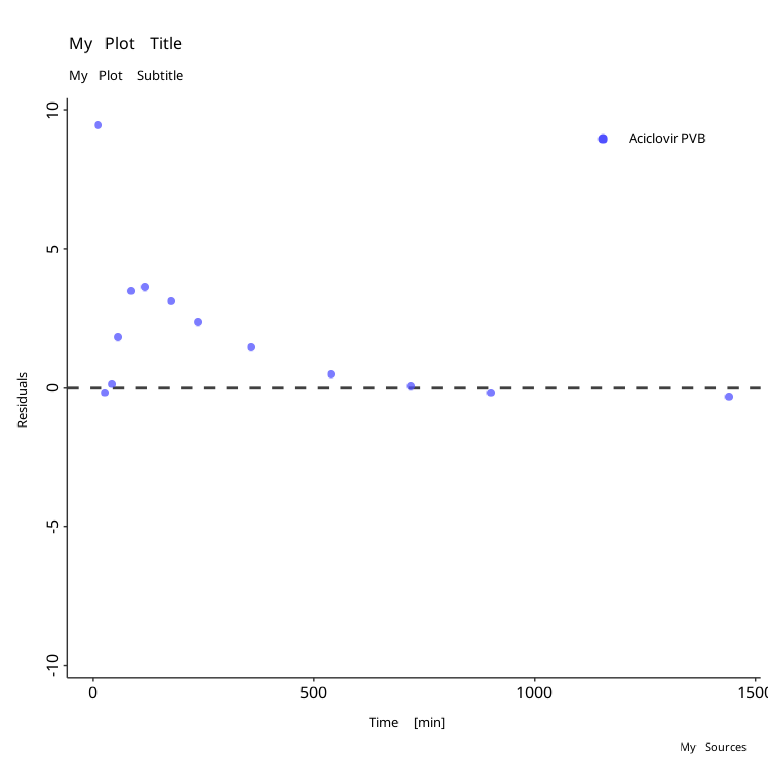 My Plot Title
My Plot Subtitle
10
Aciclovir PVB
5
0
-5
-10
Residuals
0 500 1000 1500
Time [min]
My Sources